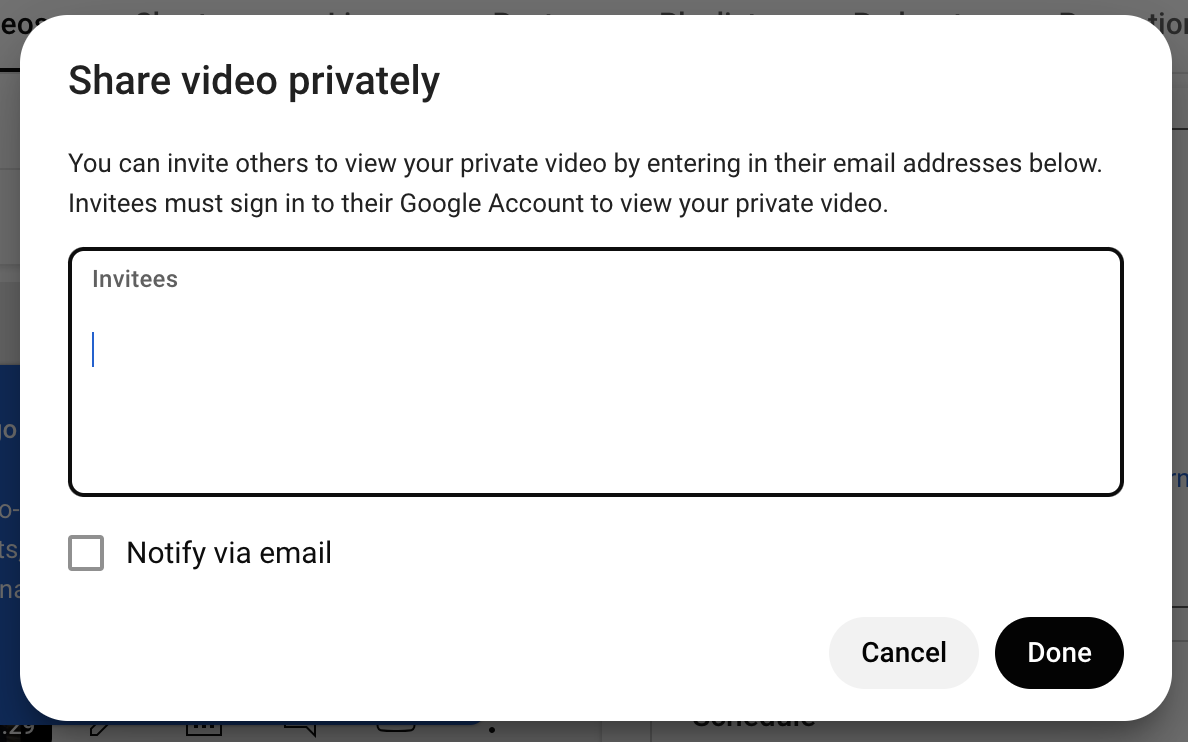 Share video privately
You can invite others to view your private video by entering in their email addresses below.
Invitees must sign in to their Google Account to view your private video.
Invitees
Notify via email
Cancel
Done
Schedule